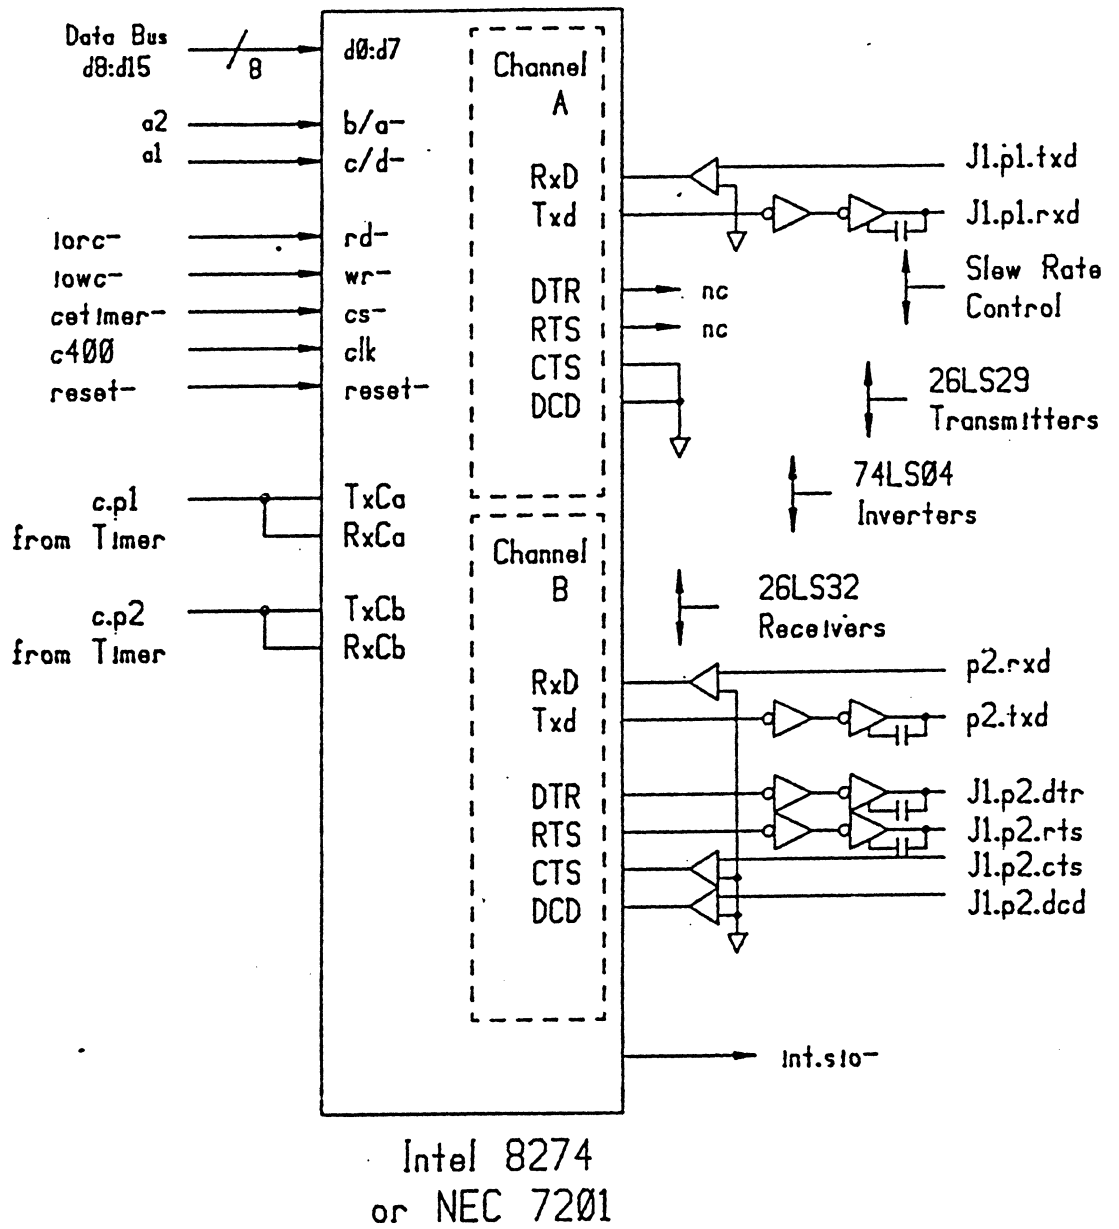 Data Bus
d8:d15
8
d0:d7
a2
b/a-
a1
c/d-
iorc-
rd-
iowc-
wr-
cetimer-
cs-
c400
clk
reset-
reset-
c.p1
from Timer
TxCa
RxCa
c.p2
from Timer
TxCb
RxCb
Channel
A
RxD
Txd
DTR
RTS
CTS
DCD
nc
nc
J1.p1.txd
J1.p1.rxd
Slew Rate
Control
26LS29
Transmitters
74LS04
Inverters
26LS32
Receivers
Channel
B
RxD
Txd
DTR
RTS
CTS
DCD
p2.rxd
p2.txd
J1.p2.dtr
J1.p2.rts
J1.p2.cts
J1.p2.dcd
int.sio-
Intel 8274
or NEC 7201